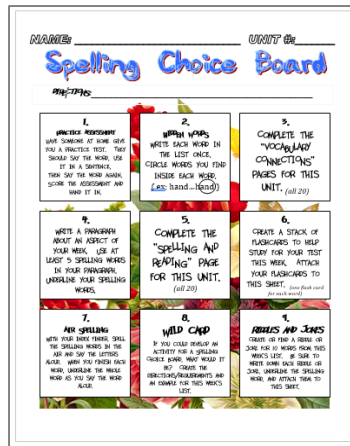 NAME: UNIT #:
Spelling Choice Board
DIRECTIONS:
1.
PRACTICE ASSESSMENT
HAVE SOMEONE AT HOME GIVE
YOU A PRACTICE TEST. THEY
SHOULD SAY THE WORD, USE
IT IN A SENTENCE,
THEN SAY THE WORD AGAIN.
SCORE THE ASSESSMENT AND
HAND IT IN.
2.
HIDDEN WORDS
WRITE EACH WORD IN
THE LIST ONCE,
CIRCLE WORDS YOU FIND
INSIDE EACH WORD.
(ex: hand...hand)
3.
COMPLETE THE
"VOCABULARY
CONNECTIONS"
PAGES FOR THIS
UNIT. (all 20)
4.
WRITE A PARAGRAPH
ABOUT AN ASPECT OF
YOUR WEEK. USE AT
LEAST 5 SPELLING WORDS
IN YOUR PARAGRAPH.
UNDERLINE YOUR SPELLING
WORDS.
5.
COMPLETE THE
"SPELLING AND
READING" PAGE
FOR THIS UNIT.
(all 20)
6.
CREATE A STACK OF
FLASHCARDS TO HELP
STUDY FOR YOUR TEST
THIS WEEK. ATTACH
YOUR FLASHCARDS TO
THIS SHEET. (one flash card
for each word)
7.
AIR SPELLING
WITH YOUR INDEX FINGER, SPELL
THE SPELLING WORDS IN THE
AIR AND SAY THE LETTERS
ALOUD. WHEN YOU FINISH EACH
WORD, UNDERLINE THE WHOLE
WORD AS YOU SAY THE WORD
ALOUD.
8.
WILD CARD
IF YOU COULD DEVELOP AN
ACTIVITY FOR A SPELLING
CHOICE BOARD, WHAT WOULD IT
BE? CREATE THE
DIRECTIONS/REQUIREMENTS AND
AN EXAMPLE FOR THIS WEEK'S
LIST.
9.
RIDDLES AND JOKES
CREATE OR FIND A RIDDLE OR
JOKE FOR 10 WORDS FROM THIS
WEEK'S LIST. BE SURE TO
WRITE DOWN EACH RIDDLE OR
JOKE, UNDERLINE THE SPELLING
WORD, AND ATTACH THEM TO
THIS SHEET.